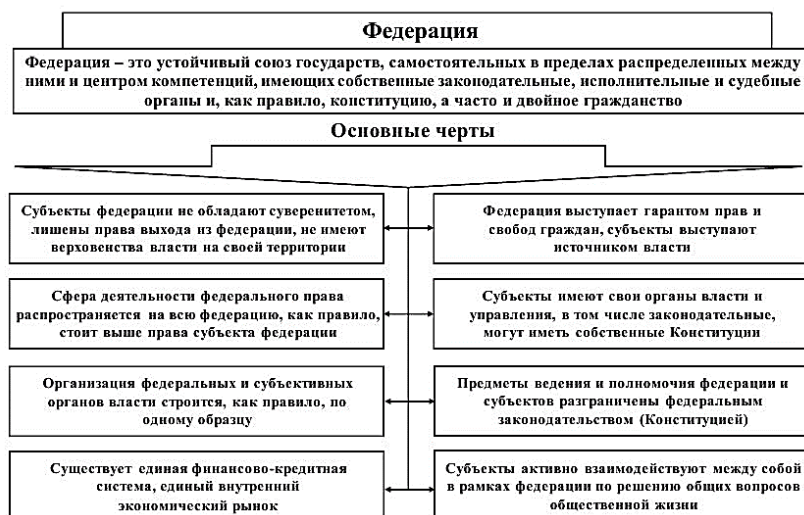 Федерация
Федерация – это устойчивый союз государств, самостоятельных в пределах распределенных между
ними и центром компетенций, имеющих собственные законодательные, исполнительные и судебные
органы и, как правило, конституцию, а часто и двойное гражданство
Основные черты
Субъекты федерации не обладают суверенитетом,
лишены права выхода из федерации, не имеют
верховенства власти на своей территории
Федерация выступает гарантом прав и
свобод граждан, субъекты выступают
источником власти
Сфера деятельности федерального права
распространяется на всю федерацию, как правило,
стоит выше права субъекта федерации
Субъекты имеют свои органы власти и
управления, в том числе законодательные,
могут иметь собственные Конституции
Организация федеральных и субъективных
органов власти строится, как правило, по
одному образцу
Предметы ведения и полномочия федерации и
субъектов разграничены федеральным
законодательством (Конституцией)
Существует единая финансово-кредитная
система, единый внутренний
экономический рынок
Субъекты активно взаимодействуют между собой
в рамках федерации по решению общих вопросов
общественной жизни